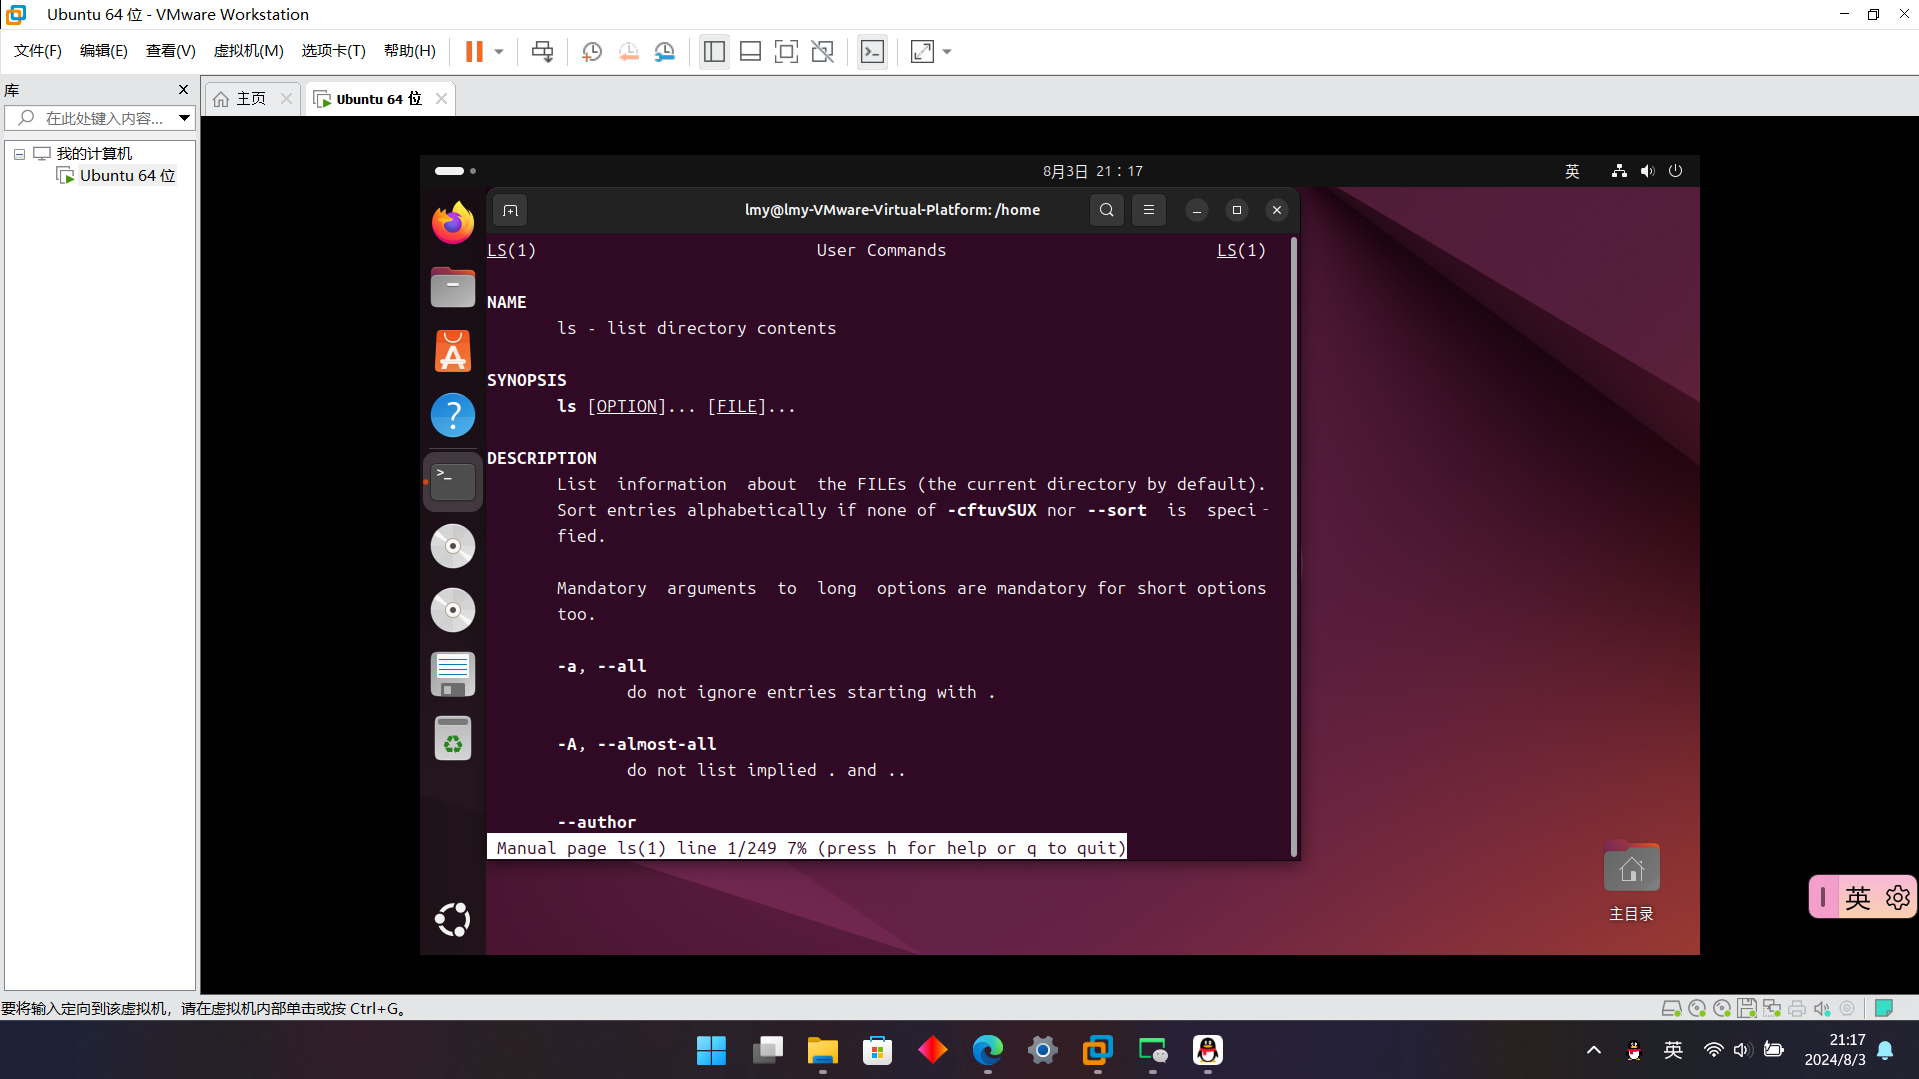 Ubuntu 64 位 - VMware Workstation
文件(F) 编辑(E) 查看(V) 虚拟机(M) 选项卡(T) 帮助(H)
库
主页
Ubuntu 64 位
在此处键入内容...
我的计算机
Ubuntu 64 位
8月3日 21：17
英
lmy@lmy-VMware-Virtual-Platform: /home
LS(1) User Commands LS(1)
NAME
ls - list directory contents
SYNOPSIS
ls [OPTION]... [FILE]...
DESCRIPTION
List information about the FILEs (the current directory by default).
Sort entries alphabetically if none of -cftuvSUX nor --sort is speci-
fied.
Mandatory arguments to long options are mandatory for short options
too.
-a, --all
do not ignore entries starting with .
-A, --almost-all
do not list implied . and ..
--author
Manual page ls(1) line 1/249 7% (press h for help or q to quit)
主目录
英
要将输入定向到该虚拟机，请在虚拟机内部单击或按 Ctrl+G。
英
21:17
2024/8/3